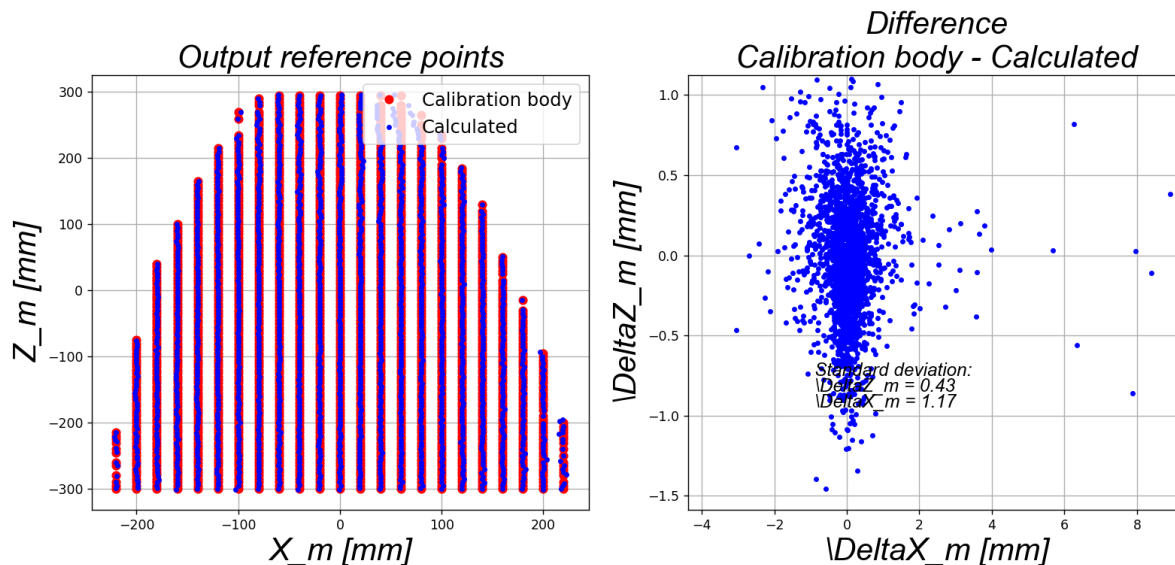 Output reference points
Calibration body
Calculated
300
200
100
0
−100
−200
−300
−200
−100
0
100
200
Z_m [mm]
X_m [mm]
Difference
Calibration body - Calculated
1.0
0.5
0.0
−0.5
−1.0
−1.5
Standard deviation:
\DeltaZ_m = 0.43
\DeltaX_m = 1.17
−4
−2
0
2
4
6
8
\DeltaZ_m [mm]
\DeltaX_m [mm]